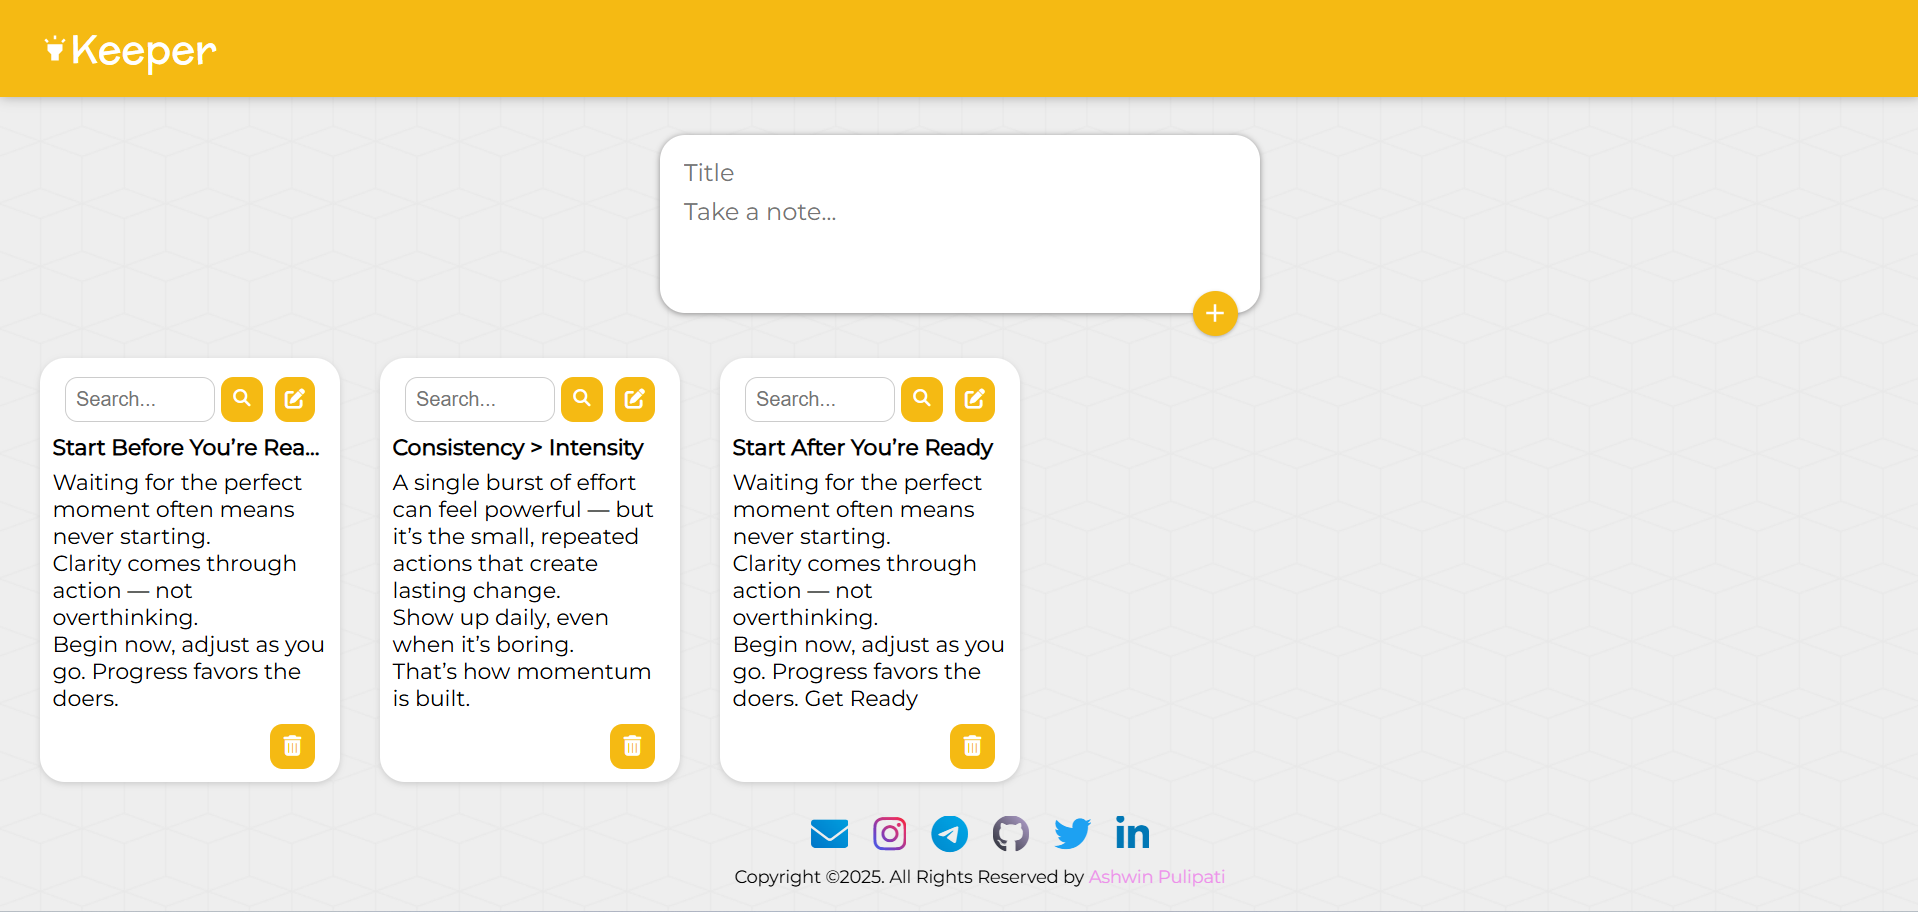 Keeper
Title
Take a note...
Search...
Start Before You’re Rea...
Waiting for the perfect
moment often means
never starting.
Clarity comes through
action — not
overthinking.
Begin now, adjust as you
go. Progress favors the
doers.
Search...
Consistency > Intensity
A single burst of effort
can feel powerful — but
it’s the small, repeated
actions that create
lasting change.
Show up daily, even
when it’s boring.
That’s how momentum
is built.
Search...
Start After You’re Ready
Waiting for the perfect
moment often means
never starting.
Clarity comes through
action — not
overthinking.
Begin now, adjust as you
go. Progress favors the
doers. Get Ready
in
Copyright ©2025. All Rights Reserved by Ashwin Pulipati